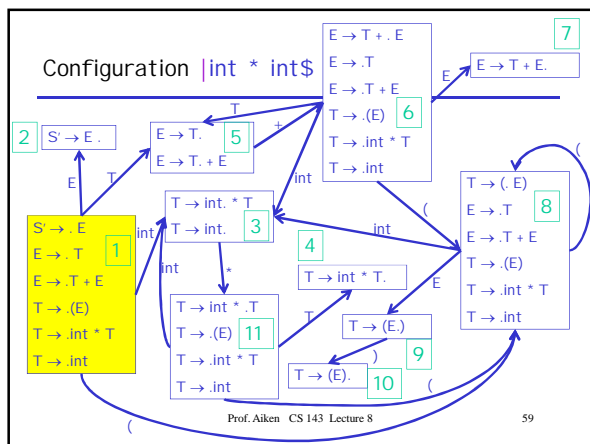 Configuration |int * int$
2
S’ → E .
E
T
E → T.
E → T. + E
5
T
+
E → T + . E
E → .T
E → .T + E
T → .(E)
T → .int * T
T → .int
6
E
7
E → T + E.
int
(
S’ → . E
E → . T
E → .T + E
T → .(E)
T → .int * T
T → .int
1
int
T → int. * T
T → int.
3
int
*
int
4
T → int * T.
T
T → int * .T
T → .(E)
T → .int * T
T → .int
11
E
T → (E.)
9
)
T → (E).
10
(
T → (. E)
E → .T
E → .T + E
T → .(E)
T → .int * T
T → .int
8
(
(
Prof. Aiken CS 143 Lecture 8
59